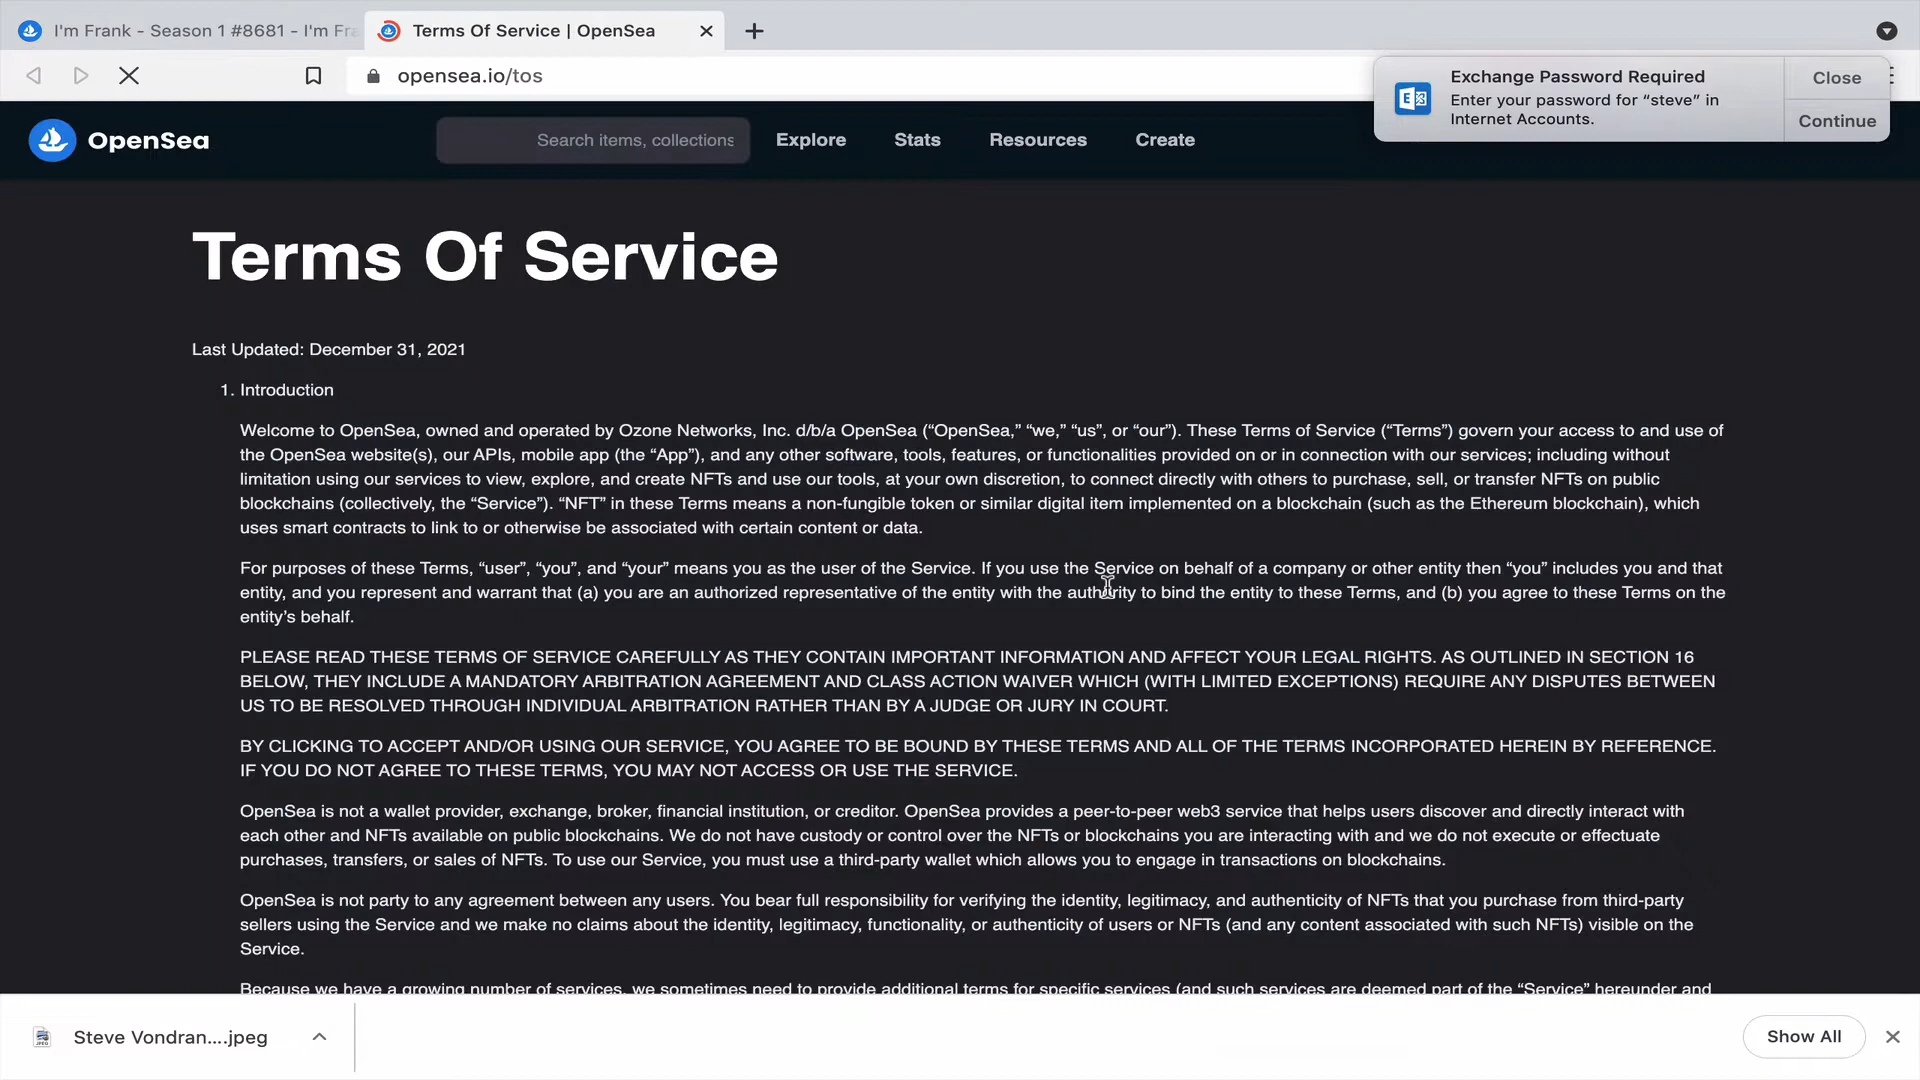 I'm Frank - Season 1 #8681 - I'm Fra
Terms Of Service | OpenSea
opensea.io/tos
Exchange Password Required
Enter your password for “steve” in
Internet Accounts.
Close
Continue
OpenSea
Search items, collections
Explore
Stats
Resources
Create
Terms Of Service
Last Updated: December 31, 2021
1. Introduction
Welcome to OpenSea, owned and operated by Ozone Networks, Inc. d/b/a OpenSea (“OpenSea,” “we,” “us”, or “our”). These Terms of Service (“Terms”) govern your access to and use of
the OpenSea website(s), our APIs, mobile app (the “App”), and any other software, tools, features, or functionalities provided on or in connection with our services; including without
limitation using our services to view, explore, and create NFTs and use our tools, at your own discretion, to connect directly with others to purchase, sell, or transfer NFTs on public
blockchains (collectively, the “Service”). “NFT” in these Terms means a non-fungible token or similar digital item implemented on a blockchain (such as the Ethereum blockchain), which
uses smart contracts to link to or otherwise be associated with certain content or data.
For purposes of these Terms, “user”, “you”, and “your” means you as the user of the Service. If you use the Service on behalf of a company or other entity then “you” includes you and that
entity, and you represent and warrant that (a) you are an authorized representative of the entity with the authority to bind the entity to these Terms, and (b) you agree to these Terms on the
entity’s behalf.
PLEASE READ THESE TERMS OF SERVICE CAREFULLY AS THEY CONTAIN IMPORTANT INFORMATION AND AFFECT YOUR LEGAL RIGHTS. AS OUTLINED IN SECTION 16
BELOW, THEY INCLUDE A MANDATORY ARBITRATION AGREEMENT AND CLASS ACTION WAIVER WHICH (WITH LIMITED EXCEPTIONS) REQUIRE ANY DISPUTES BETWEEN
US TO BE RESOLVED THROUGH INDIVIDUAL ARBITRATION RATHER THAN BY A JUDGE OR JURY IN COURT.
BY CLICKING TO ACCEPT AND/OR USING OUR SERVICE, YOU AGREE TO BE BOUND BY THESE TERMS AND ALL OF THE TERMS INCORPORATED HEREIN BY REFERENCE.
IF YOU DO NOT AGREE TO THESE TERMS, YOU MAY NOT ACCESS OR USE THE SERVICE.
OpenSea is not a wallet provider, exchange, broker, financial institution, or creditor. OpenSea provides a peer-to-peer web3 service that helps users discover and directly interact with
each other and NFTs available on public blockchains. We do not have custody or control over the NFTs or blockchains you are interacting with and we do not execute or effectuate
purchases, transfers, or sales of NFTs. To use our Service, you must use a third-party wallet which allows you to engage in transactions on blockchains.
OpenSea is not party to any agreement between any users. You bear full responsibility for verifying the identity, legitimacy, and authenticity of NFTs that you purchase from third-party
sellers using the Service and we make no claims about the identity, legitimacy, functionality, or authenticity of users or NFTs (and any content associated with such NFTs) visible on the
Service.
Because we have a growing number of services, we sometimes need to provide additional terms for specific services (and such services are deemed part of the “Service” hereunder and
Steve Vondran....jpeg
Show All